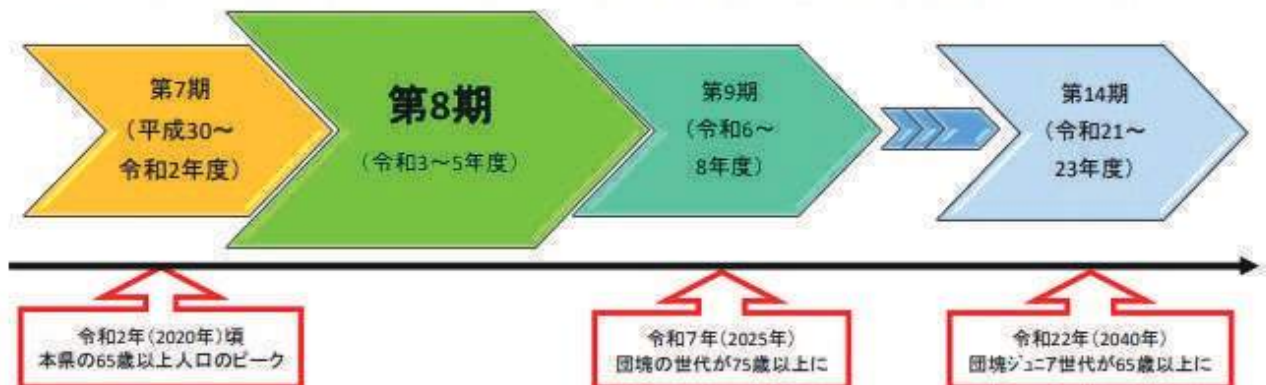 第7期
（平成30～
令和2年度）
第8期
（令和3～5年度）
第9期
（令和6～
8年度）
第14期
（令和21～
23年度）
令和2年（2020年）頃
本県の65歳以上人口のピーク
令和7年（2025年）
団塊の世代が75歳以上に
令和22年（2040年）
団塊ジュニア世代が65歳以上に